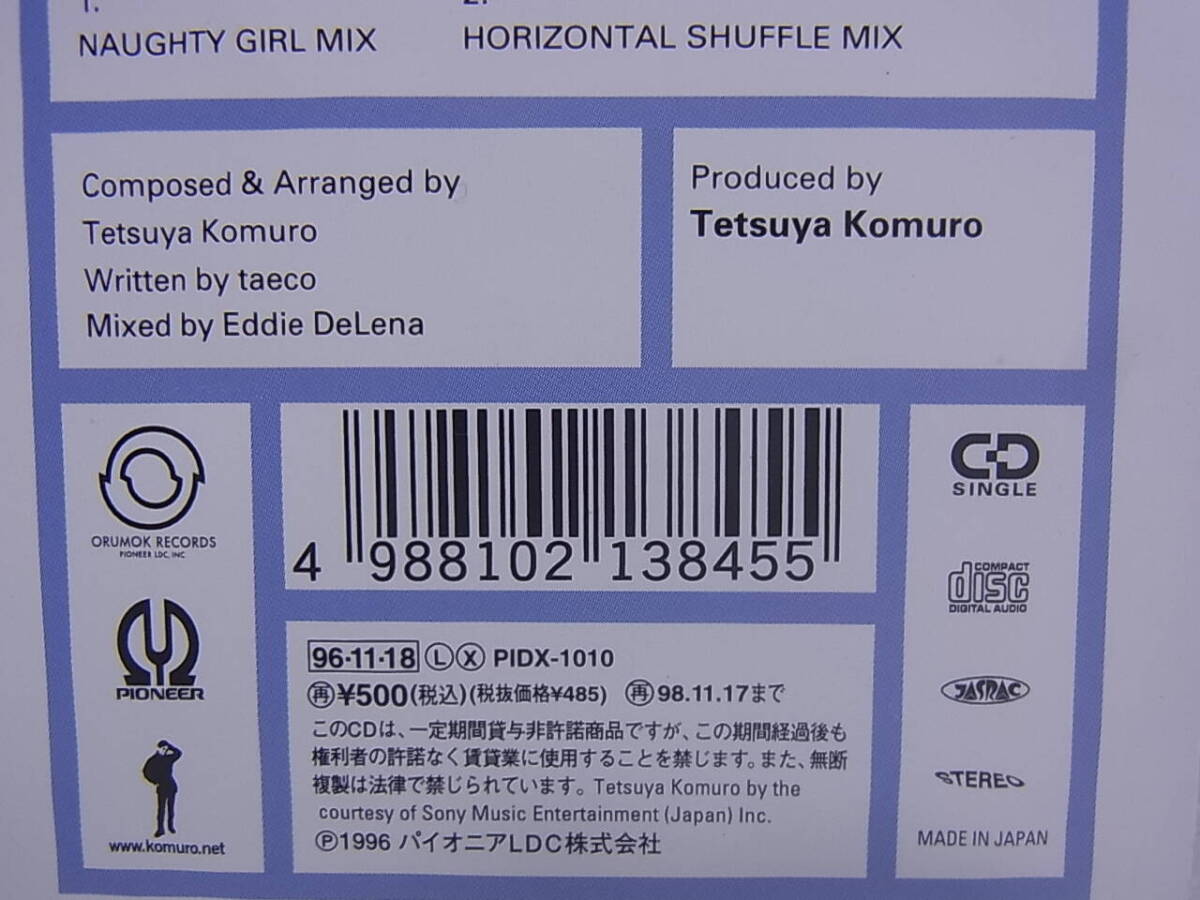 1.
2.
NAUGHTY GIRL MIX
HORIZONTAL SHUFFLE MIX
Composed & Arranged by
Tetsuya Komuro
Written by taeco
Mixed by Eddie DeLena
Produced by
Tetsuya Komuro
ORUMOK RECORDS
PIONEER LDC, INC
PIONEER
www.komuro.net
4 988102 138455
96·11·18 Ⓛ Ⓧ PIDX-1010
㊢¥500(税込)(税抜価格¥485) 再98.11.17まで
このCDは、一定期間貸与非許諾商品ですが、この期間経過後も
権利者の許諾なく賃貸業に使用することを禁じます。また、無断
複製は法律で禁じられています。Tetsuya Komuro by the
courtesy of Sony Music Entertainment (Japan) Inc.
Ⓟ1996 パイオニアLDC株式会社
CD
SINGLE
COMPACT
disc
DIGITAL AUDIO
JASRAC
STEREO
MADE IN JAPAN